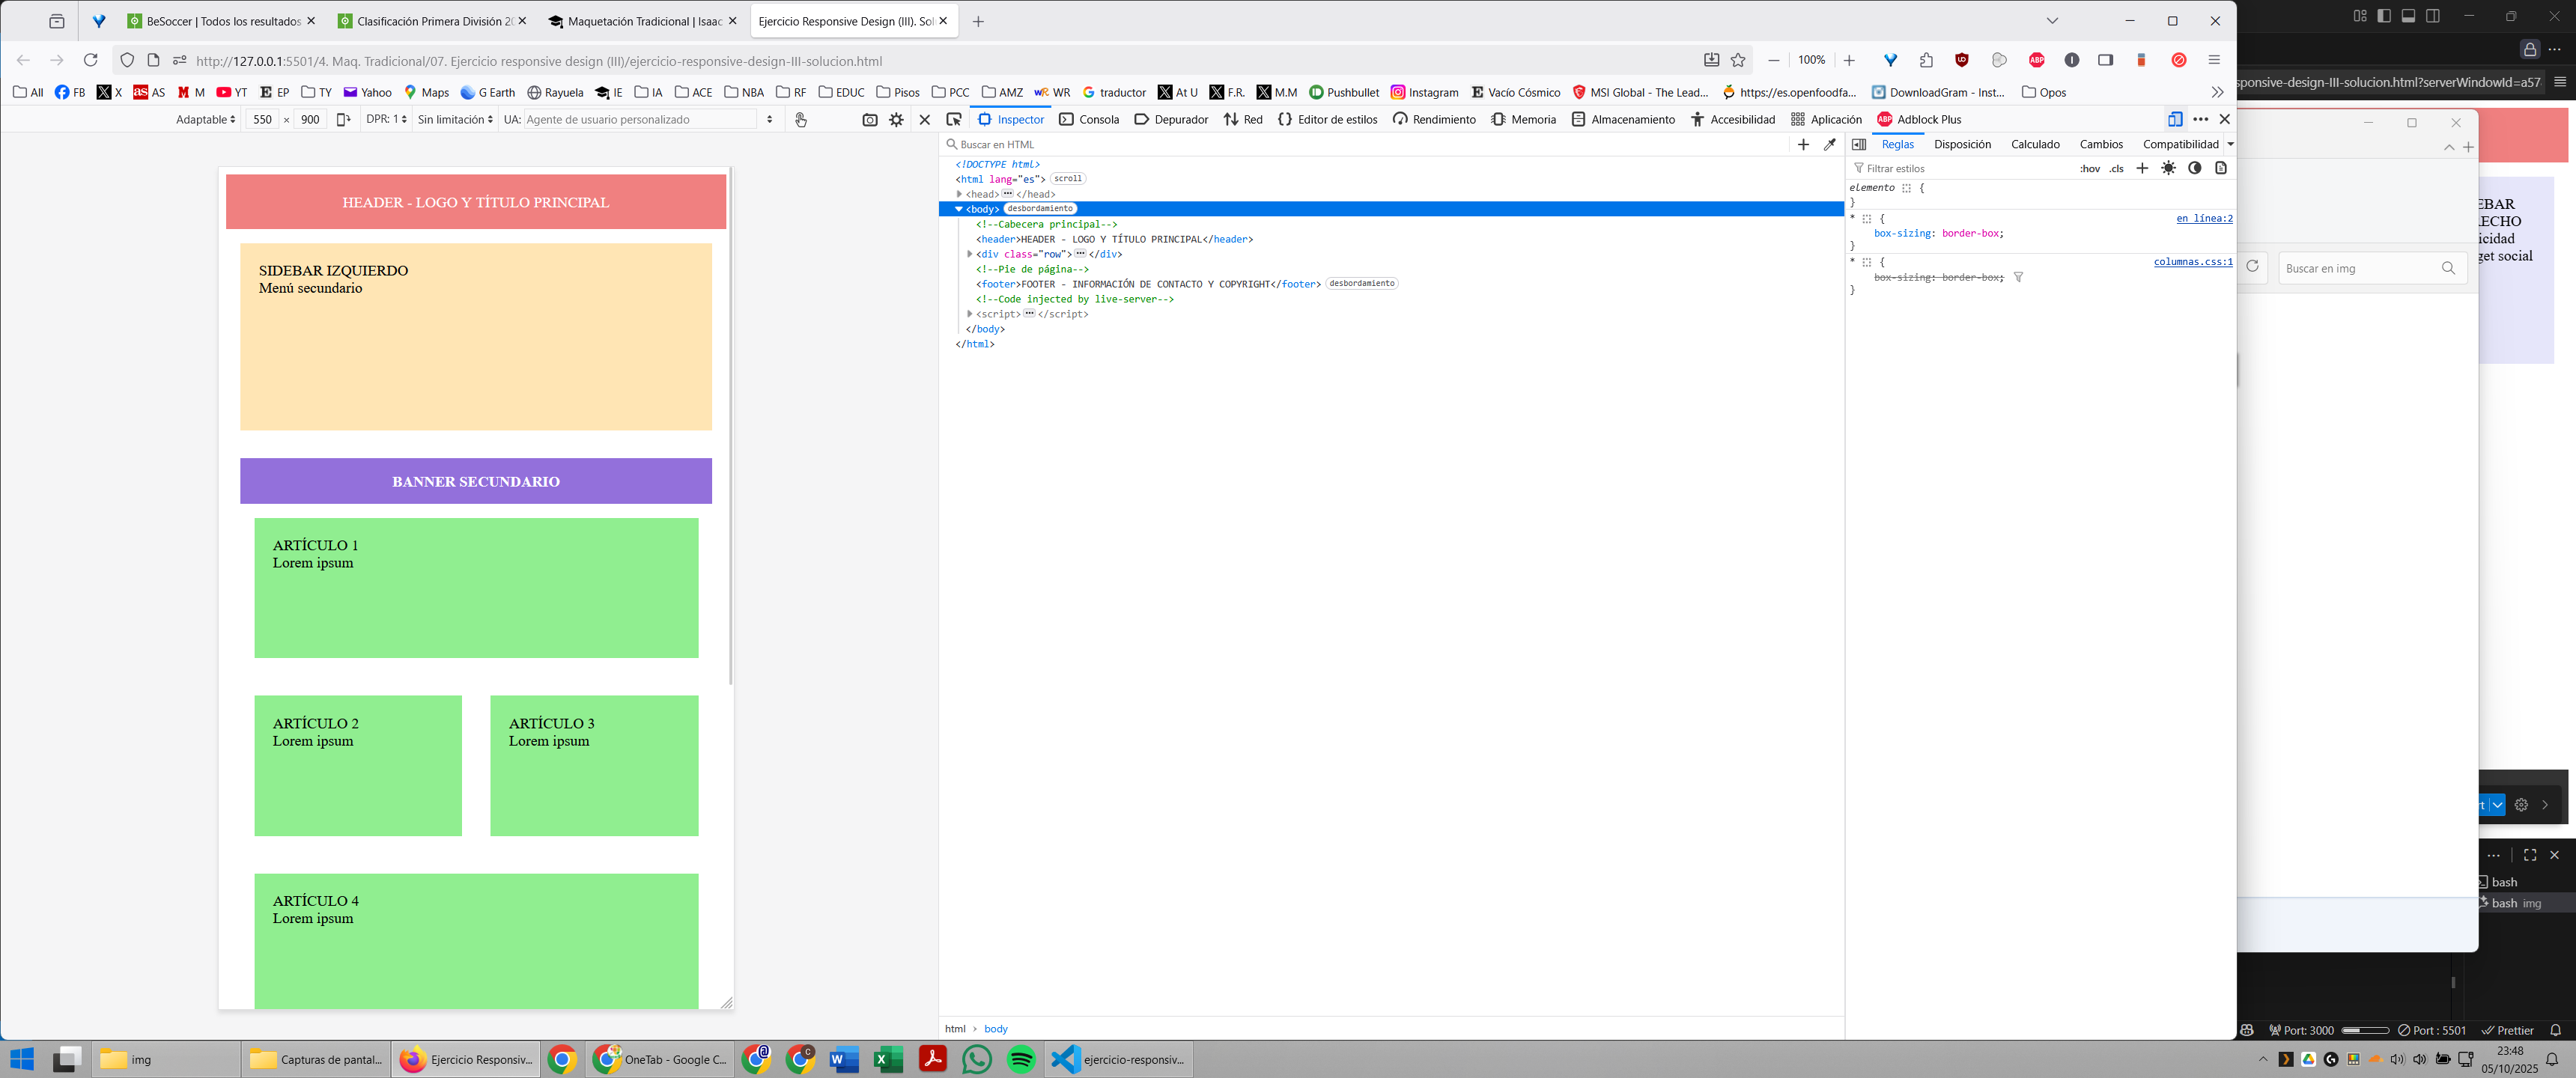 BeSoccer | Todos los resultados
Clasificación Primera División 20
Maquetación Tradicional | Isaac
Ejercicio Responsive Design (III). Sol
http://127.0.0.1:5501/4. Maq. Tradicional/07. Ejercicio responsive design (III)/ejercicio-responsive-design-III-solucion.html
100%
sponsive-design-III-solucion.html?serverWindowId=a57
All
FB
X
AS
M
YT
EP
TY
Yahoo
Maps
G Earth
Rayuela
IE
IA
ACE
NBA
RF
EDUC
Pisos
PCC
AMZ
WR
traductor
At U
F.R.
M.M
Pushbullet
Instagram
Vacío Cósmico
MSI Global - The Lead...
https://es.openfoodfa...
DownloadGram - Inst...
Opos
Adaptable
550 × 900
DPR: 1
Sin limitación
UA: Agente de usuario personalizado
Inspector
Consola
Depurador
Red
Editor de estilos
Rendimiento
Memoria
Almacenamiento
Accesibilidad
Aplicación
Adblock Plus
HEADER - LOGO Y TÍTULO PRINCIPAL
SIDEBAR IZQUIERDO
Menú secundario
BANNER SECUNDARIO
ARTÍCULO 1
Lorem ipsum
ARTÍCULO 2
Lorem ipsum
ARTÍCULO 3
Lorem ipsum
ARTÍCULO 4
Lorem ipsum
Buscar en HTML
<!DOCTYPE html>
<html lang="es"> scroll
<head>•••</head>
<body> desbordamiento
<!--Cabecera principal-->
<header>HEADER - LOGO Y TÍTULO PRINCIPAL</header>
<div class="row">•••</div>
<!--Pie de página-->
<footer>FOOTER - INFORMACIÓN DE CONTACTO Y COPYRIGHT</footer> desbordamiento
<!--Code injected by live-server-->
<script>•••</script>
</body>
</html>
html › body
Reglas
Disposición
Calculado
Cambios
Compatibilidad
Filtrar estilos
:hov .cls
elemento {
}
* { en línea:2
box-sizing: border-box;
}
* { columnas.css:1
box-sizing: border-box;
}
EBAR
ECHO
icidad
get social
Buscar en img
rt
bash
bash img
Port: 3000
Port : 5501
Prettier
img
Capturas de pantal...
Ejercicio Responsiv...
OneTab - Google C...
ejercicio-responsiv...
23:48
05/10/2025